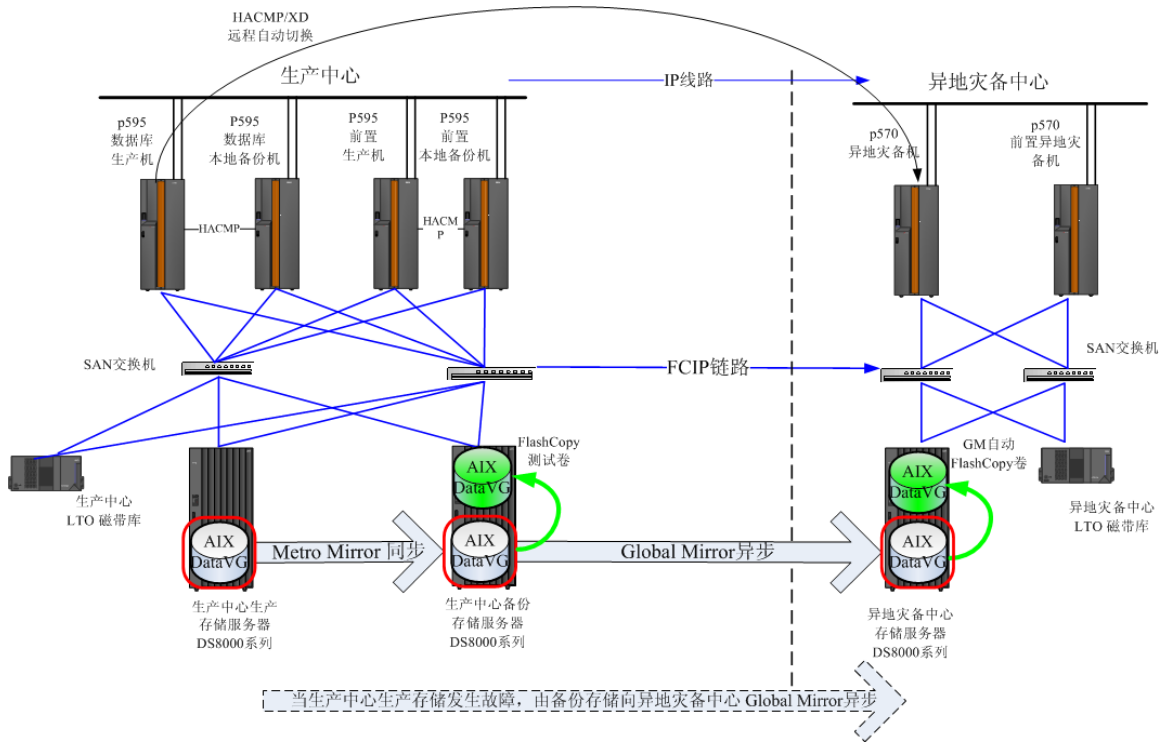 HACMP/XD
远程自动切换
生产中心
IP线路
异地灾备中心
p595
数据库
生产机
P595
数据库
本地备份机
P595
前置
生产机
P595
前置
本地备份机
p570
异地灾备机
p570
前置异地灾
备机
HACMP
HACM
P
SAN交换机
FCIP链路
SAN交换机
FlashCopy
测试卷
GM自动
FlashCopy卷
AIX
DataVG
AIX
DataVG
生产中心
LTO 磁带库
异地灾备中心
LTO 磁带库
AIX
DataVG
Metro Mirror 同步
AIX
DataVG
Global Mirror异步
AIX
DataVG
生产中心生产
存储服务器
DS8000系列
生产中心备份
存储服务器
DS8000系列
异地灾备中心
存储服务器
DS8000系列
当生产中心生产存储发生故障，由备份存储向异地灾备中心 Global Mirror异步